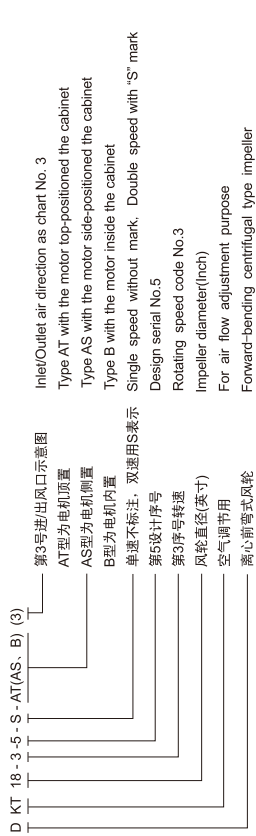 D KT 18 - 3 -5 - S - AT(AS、B) (3)
第3号进/出风口示意图 Inlet/Outlet air direction as chart No. 3
AT型为电机顶置 Type AT with the motor top-positioned the cabinet
AS型为电机侧置 Type AS with the motor side-positioned the cabinet
B型为电机内置 Type B with the motor inside the cabinet
单速不标注，双速用S表示 Single speed without mark, Double speed with “S” mark
第5设计序号 Design serial No.5
第3序号转速 Rotating speed code No.3
风轮直径(英寸) Impeller diameter(Inch)
空气调节用 For air flow adjustment purpose
离心前弯式风轮 Forward-bending centrifugal type impeller